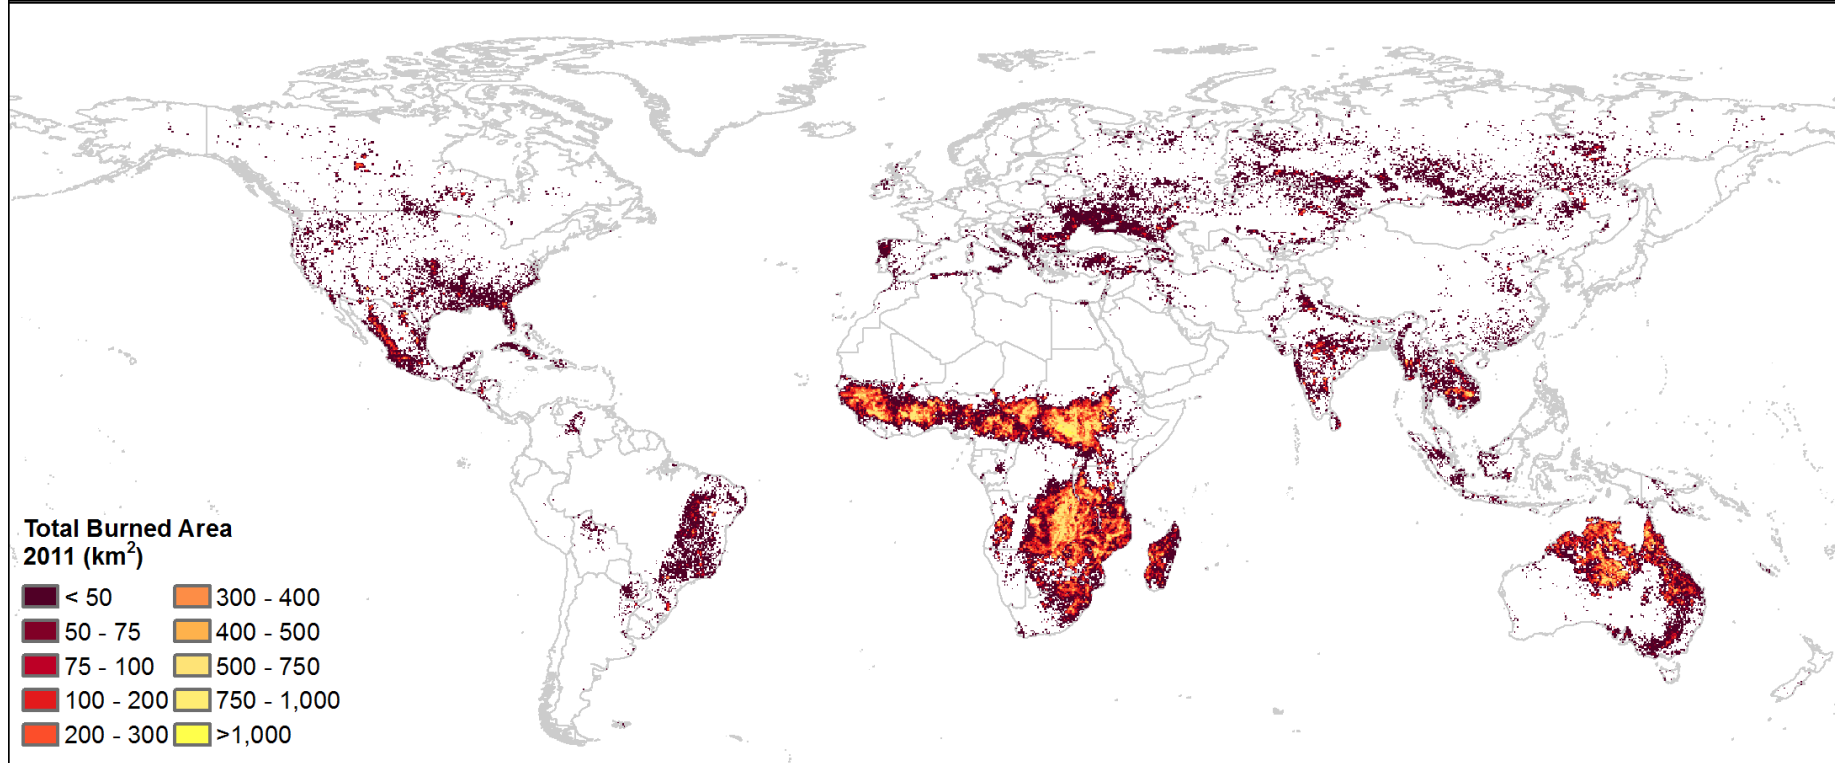 Total Burned Area
2011 (km²)
< 50
50 - 75
75 - 100
100 - 200
200 - 300
300 - 400
400 - 500
500 - 750
750 - 1,000
>1,000